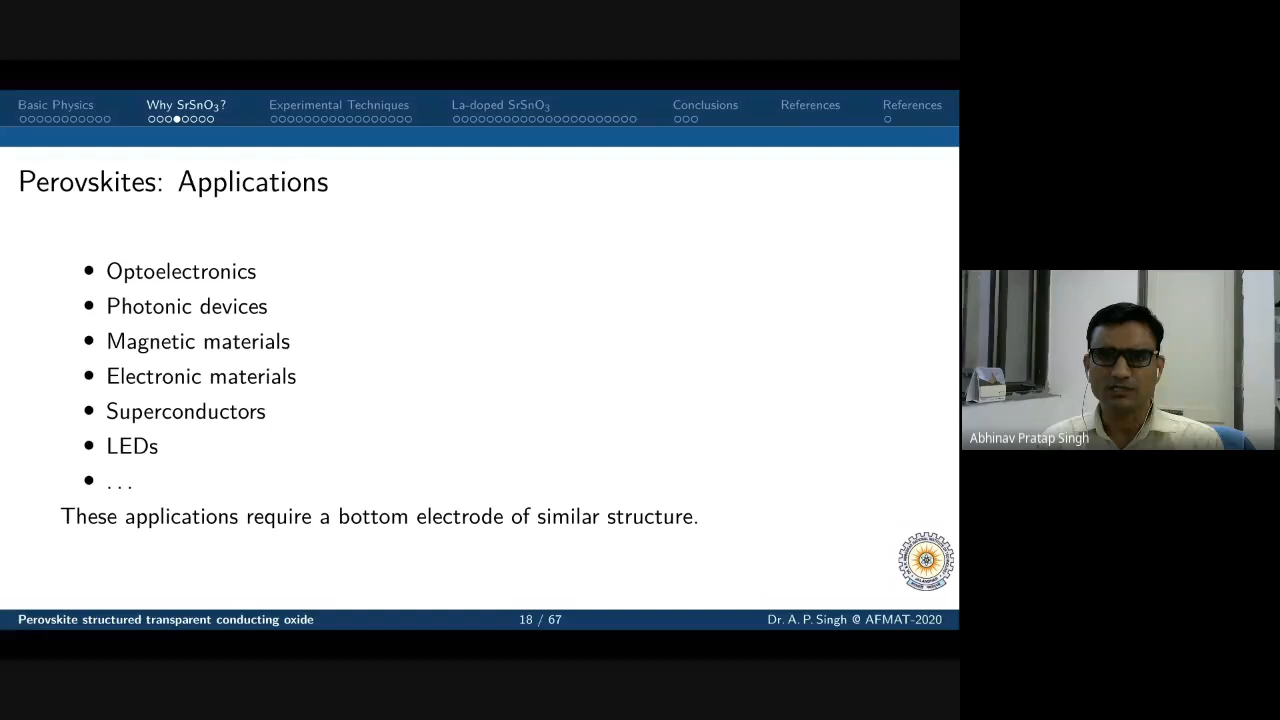 Basic Physics Why SrSnO₃? Experimental Techniques La-doped SrSnO₃ Conclusions References References
Perovskites: Applications
• Optoelectronics
• Photonic devices
• Magnetic materials
• Electronic materials
• Superconductors
• LEDs
• ...
These applications require a bottom electrode of similar structure.
Abhinav Pratap Singh
JALANDHAR
Perovskite structured transparent conducting oxide 18 / 67 Dr. A. P. Singh @ AFMAT-2020